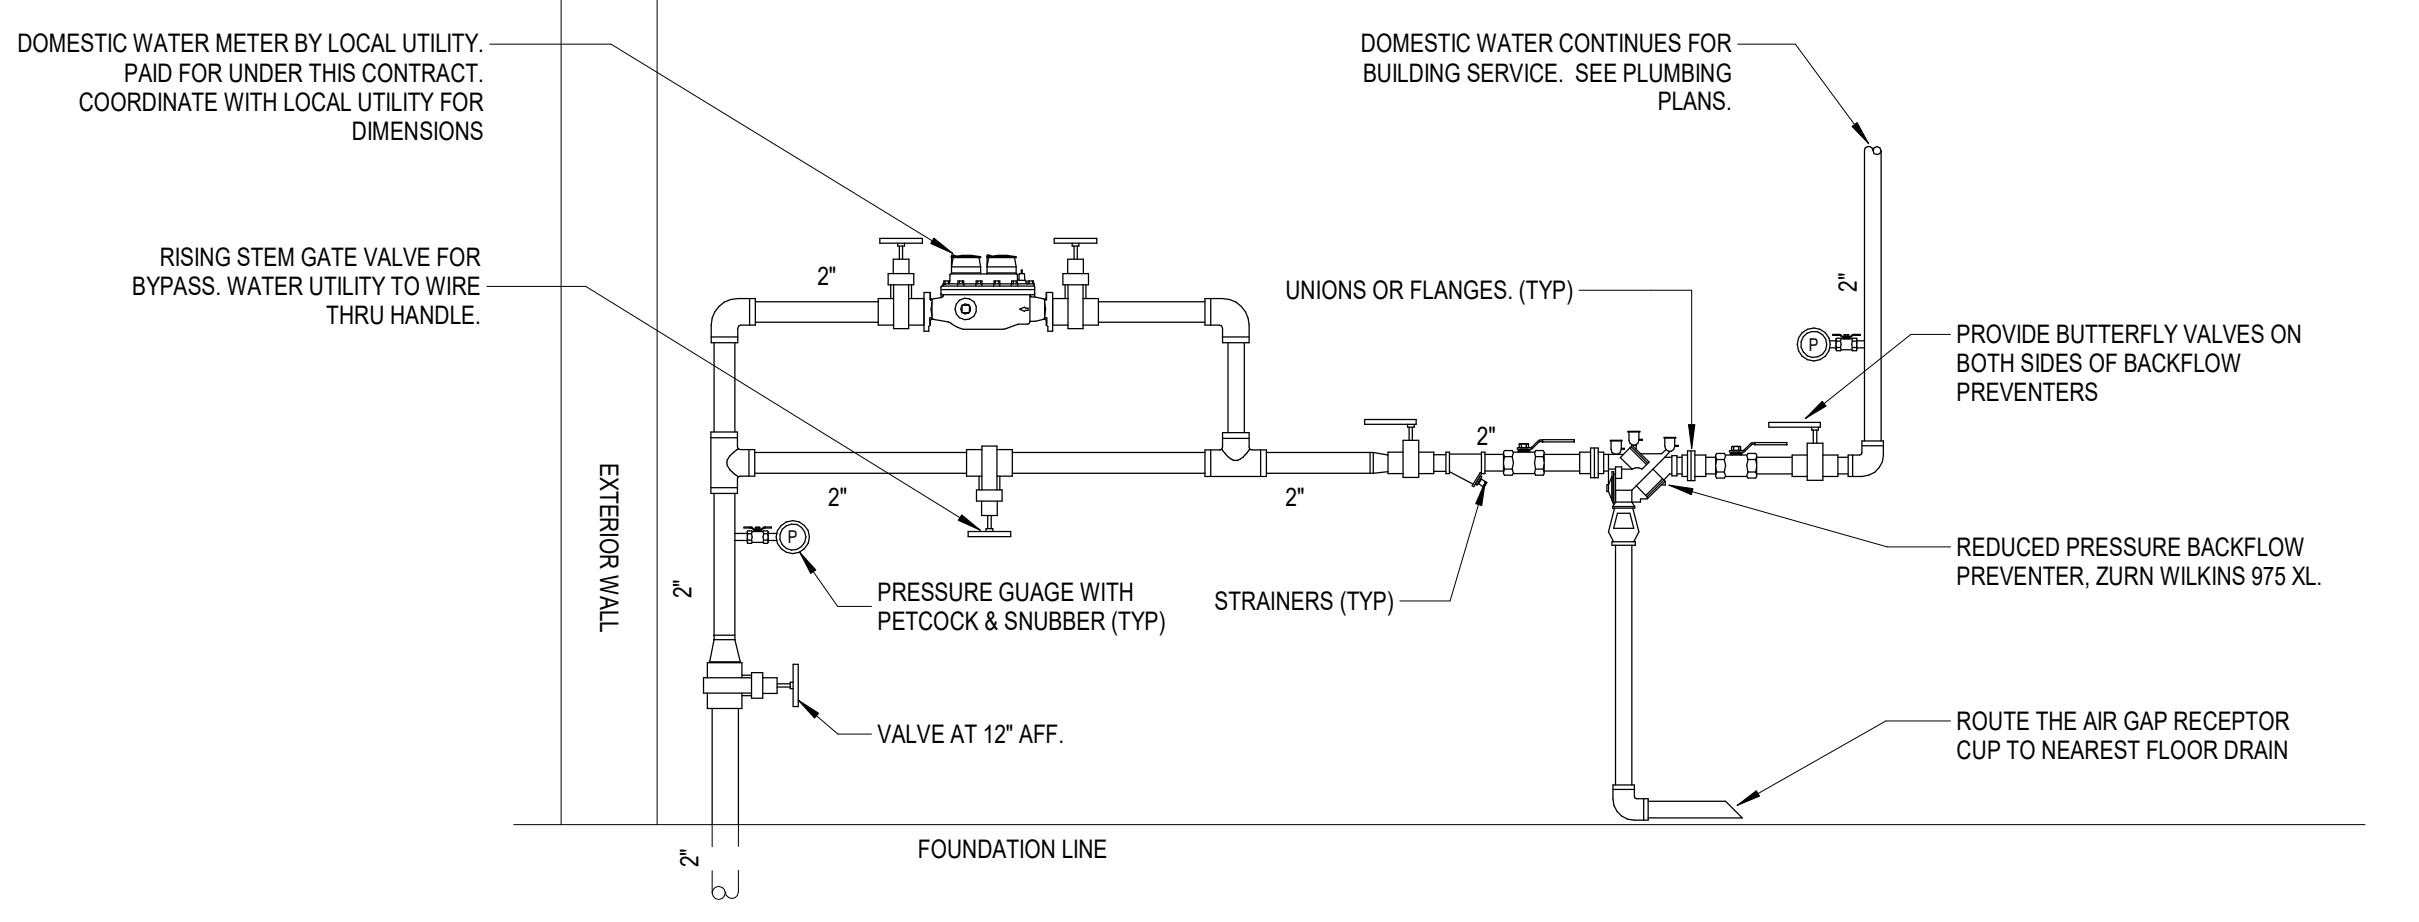 DOMESTIC WATER METER BY LOCAL UTILITY.
PAID FOR UNDER THIS CONTRACT.
COORDINATE WITH LOCAL UTILITY FOR
DIMENSIONS
DOMESTIC WATER CONTINUES FOR
BUILDING SERVICE. SEE PLUMBING
PLANS.
RISING STEM GATE VALVE FOR
BYPASS. WATER UTILITY TO WIRE
THRU HANDLE.
2"
UNIONS OR FLANGES. (TYP)
2"
P
PROVIDE BUTTERFLY VALVES ON
BOTH SIDES OF BACKFLOW
PREVENTERS
2"
2"
2"
EXTERIOR WALL
P
2"
PRESSURE GUAGE WITH
PETCOCK & SNUBBER (TYP)
STRAINERS (TYP)
REDUCED PRESSURE BACKFLOW
PREVENTER, ZURN WILKINS 975 XL.
VALVE AT 12" AFF.
ROUTE THE AIR GAP RECEPTOR
CUP TO NEAREST FLOOR DRAIN
2"
FOUNDATION LINE